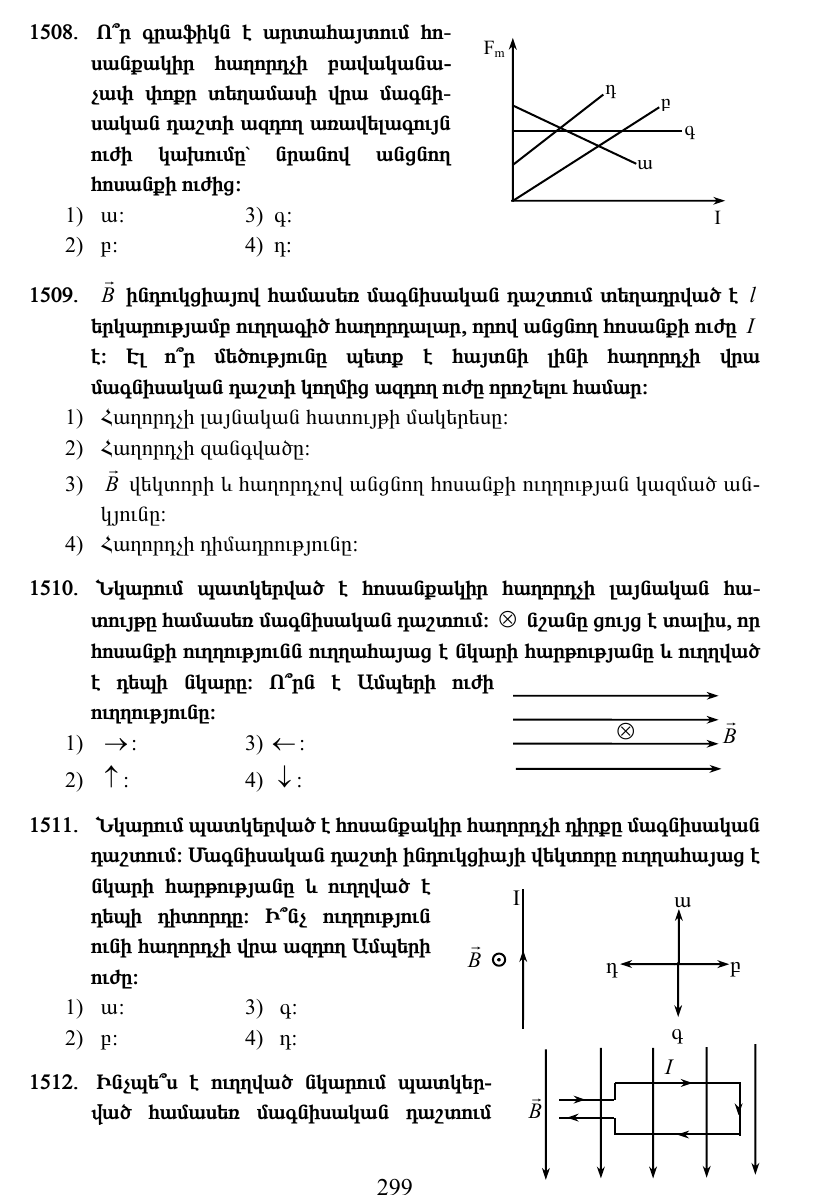 1508. Ո՞ր գրաֆիկն է արտահայտում հո-
սանքակիր հաղորդչի բավականա-
չափ փոքր տեղամասի վրա մագնի-
սական դաշտի ազդող առավելագույն
ուժի կախումը՝ նրանով անցնող
հոսանքի ուժից:
1) ա: 3) գ:
2) բ: 4) դ:
F_m
դ
բ
գ
ա
I
1509. B⃗ ինդուկցիայով համասեռ մագնիսական դաշտում տեղադրված է l
երկարությամբ ուղղագիծ հաղորդալար, որով անցնող հոսանքի ուժը I
է: Էլ ո՞ր մեծությունը պետք է հայտնի լինի հաղորդչի վրա
մագնիսական դաշտի կողմից ազդող ուժը որոշելու համար:
1) Հաղորդչի լայնական հատույթի մակերեսը:
2) Հաղորդչի զանգվածը:
3) B⃗ վեկտորի և հաղորդչով անցնող հոսանքի ուղղության կազմած ան-
կյունը:
4) Հաղորդչի դիմադրությունը:
1510. Նկարում պատկերված է հոսանքակիր հաղորդչի լայնական հա-
տույթը համասեռ մագնիսական դաշտում: ⊗ նշանը ցույց է տալիս, որ
հոսանքի ուղղությունն ուղղահայաց է նկարի հարթությանը և ուղղված
է դեպի նկարը: Ո՞րն է Ամպերի ուժի
ուղղությունը:
1) →: 3) ←:
2) ↑: 4) ↓:
⊗ B⃗
1511. Նկարում պատկերված է հոսանքակիր հաղորդչի դիրքը մագնիսական
դաշտում: Մագնիսական դաշտի ինդուկցիայի վեկտորը ուղղահայաց է
նկարի հարթությանը և ուղղված է
դեպի դիտորդը: Ի՞նչ ուղղություն
ունի հաղորդչի վրա ազդող Ամպերի
ուժը:
1) ա: 3) գ:
2) բ: 4) դ:
I
B⃗ ⊙
ա
դ բ
գ
1512. Ինչպե՞ս է ուղղված նկարում պատկեր-
ված համասեռ մագնիսական դաշտում
I
B⃗
299